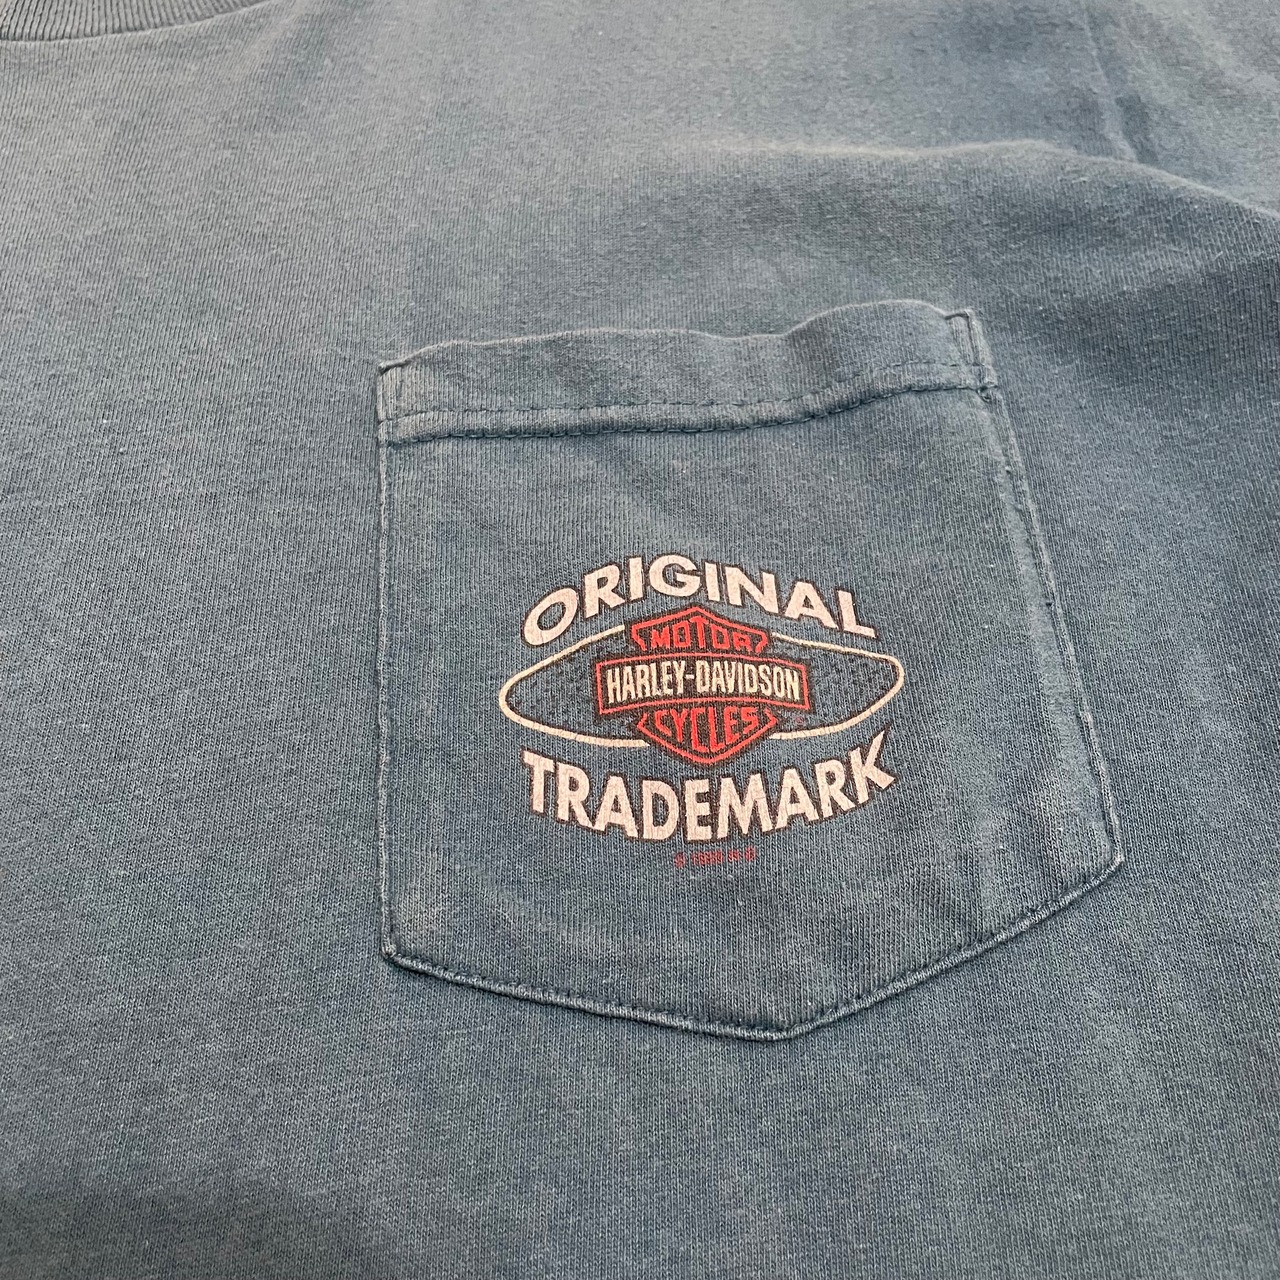 ORIGINAL
MOTOR
HARLEY-DAVIDSON
CYCLES
TRADEMARK